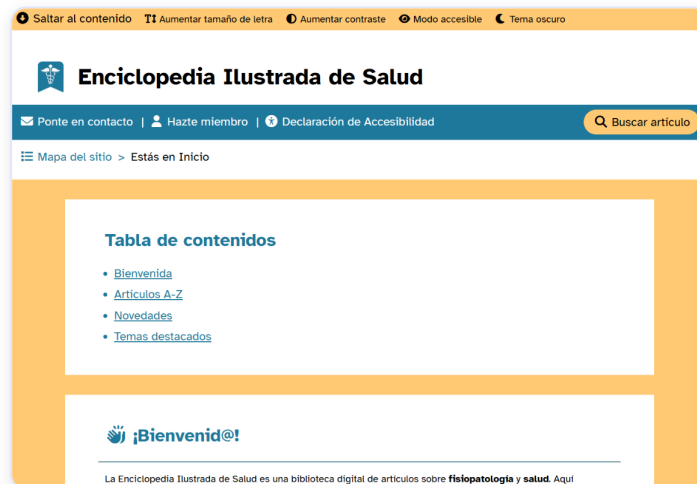 Saltar al contenido Aumentar tamaño de letra Aumentar contraste Modo accesible Tema oscuro
Enciclopedia Ilustrada de Salud
Ponte en contacto | Hazte miembro | Declaración de Accesibilidad Buscar artículo
Mapa del sitio > Estás en Inicio
Tabla de contenidos
• Bienvenida
• Artículos A-Z
• Novedades
• Temas destacados
¡Bienvenid@!
La Enciclopedia Ilustrada de Salud es una biblioteca digital de artículos sobre fisiopatología y salud. Aquí